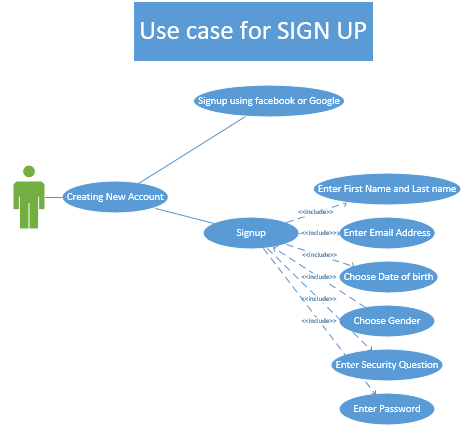 Use case for SIGN UP
Signup using facebook or Google
Creating New Account
Enter First Name and Last name
<<include>>
Signup
<<include>>
Enter Email Address
<<include>>
Choose Date of birth
<<include>>
<<include>>
Choose Gender
<<include>>
Enter Security Question
Enter Password